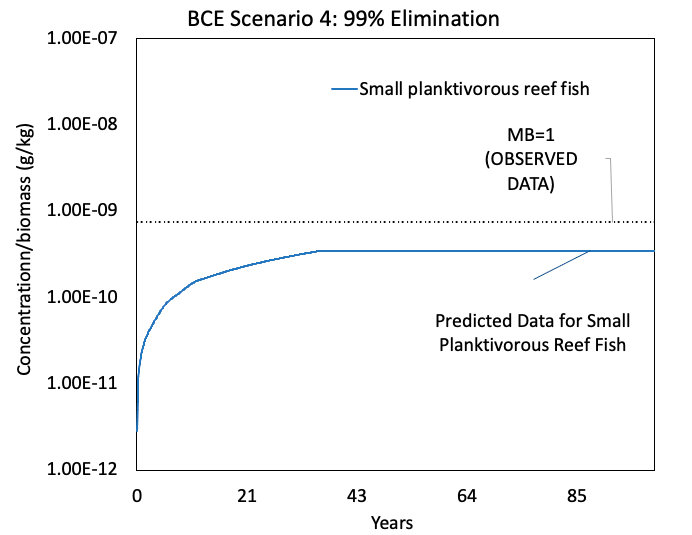 BCE Scenario 4: 99% Elimination
1.00E-07
1.00E-08
1.00E-09
1.00E-10
1.00E-11
1.00E-12
Concentrationn/biomass (g/kg)
Small planktivorous reef fish
MB=1
(OBSERVED
DATA)
Predicted Data for Small
Planktivorous Reef Fish
0 21 43 64 85
Years